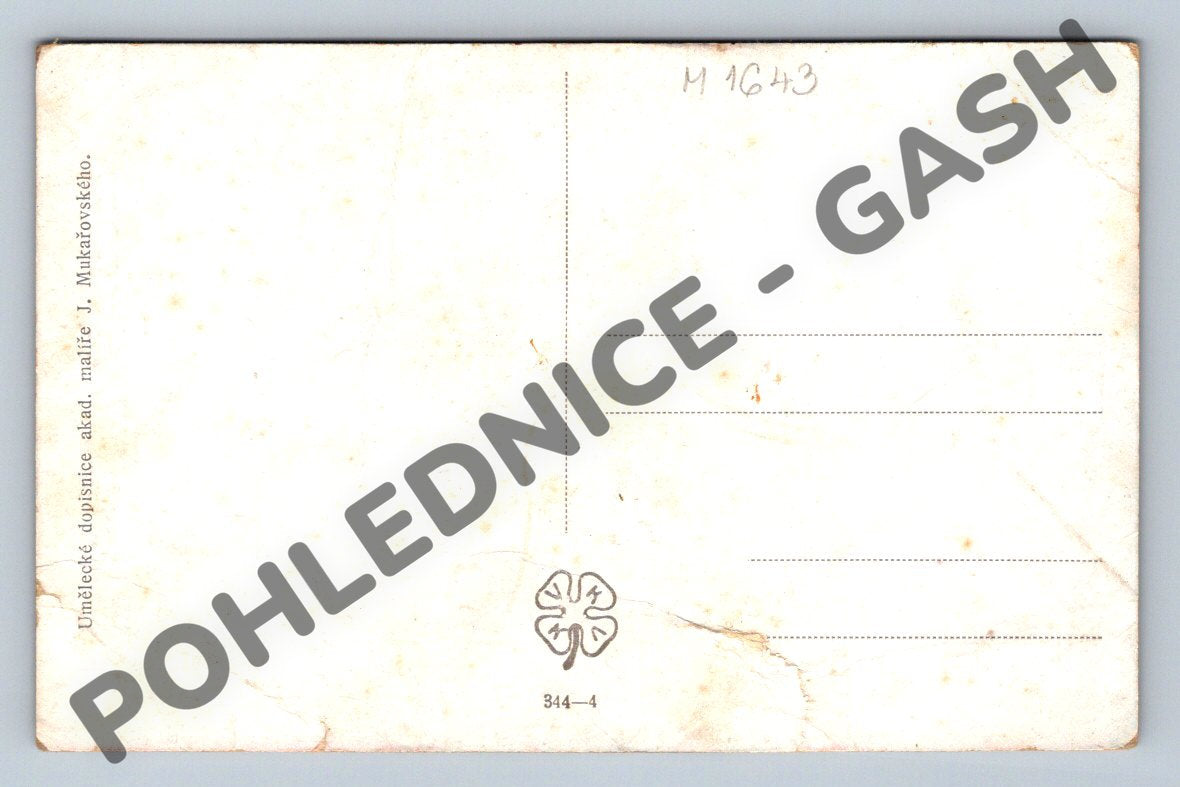 M 1643
Umělecké dopisnice akad. malíře J. Mukařovského.
POHLEDNICE - GASH
344—4